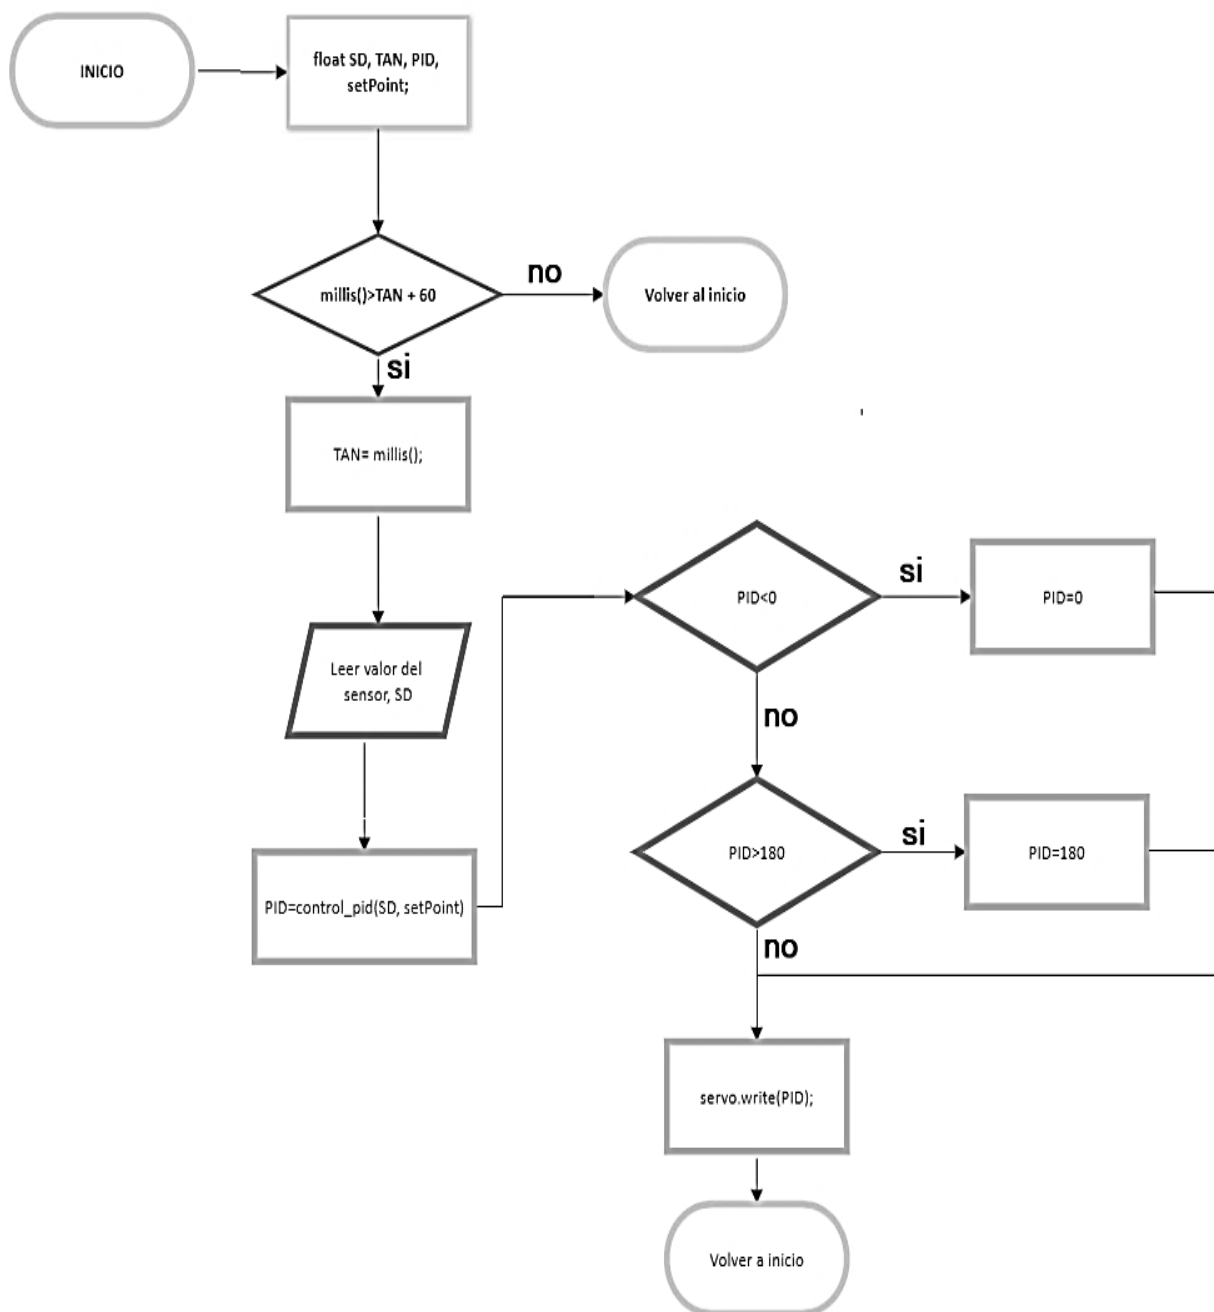 INICIO
float SD, TAN, PID,
setPoint;
millis()>TAN + 60
no
Volver al inicio
si
TAN= millis();
Leer valor del
sensor, SD
PID=control_pid(SD, setPoint)
PID<0
si
PID=0
no
PID>180
si
PID=180
no
servo.write(PID);
Volver a inicio